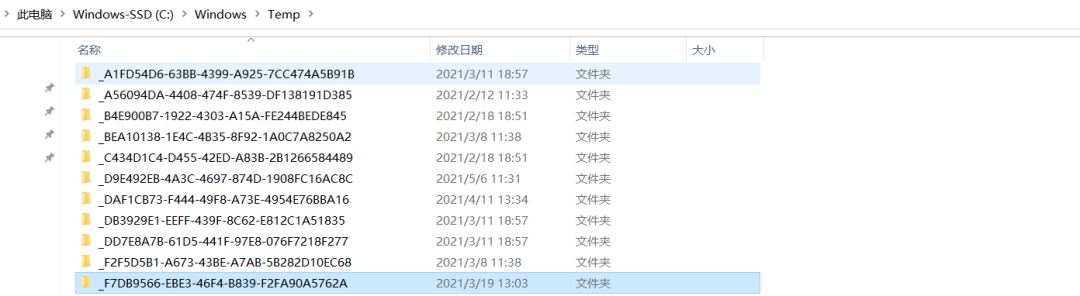 此电脑 > Windows-SSD (C:) > Windows > Temp >
名称 修改日期 类型 大小
_A1FD54D6-63BB-4399-A925-7CC474A5B91B 2021/3/11 18:57 文件夹
_A56094DA-4408-474F-8539-DF138191D385 2021/2/12 11:33 文件夹
_B4E900B7-1922-4303-A15A-FE244BEDE845 2021/2/18 18:51 文件夹
_BEA10138-1E4C-4B35-8F92-1A0C7A8250A2 2021/3/8 11:38 文件夹
_C434D1C4-D455-42ED-A83B-2B1266584489 2021/2/18 18:51 文件夹
_D9E492EB-4A3C-4697-874D-1908FC16AC8C 2021/5/6 11:31 文件夹
_DAF1CB73-F444-49F8-A73E-4954E76BBA16 2021/4/11 13:34 文件夹
_DB3929E1-EEFF-439F-8C62-E812C1A51835 2021/3/11 18:57 文件夹
_DD7E8A7B-61D5-441F-97E8-076F7218F277 2021/3/11 18:57 文件夹
_F2F5D5B1-A673-43BE-A7AB-5B282D10EC68 2021/3/8 11:38 文件夹
_F7DB9566-EBE3-46F4-B839-F2FA90A5762A 2021/3/19 13:03 文件夹